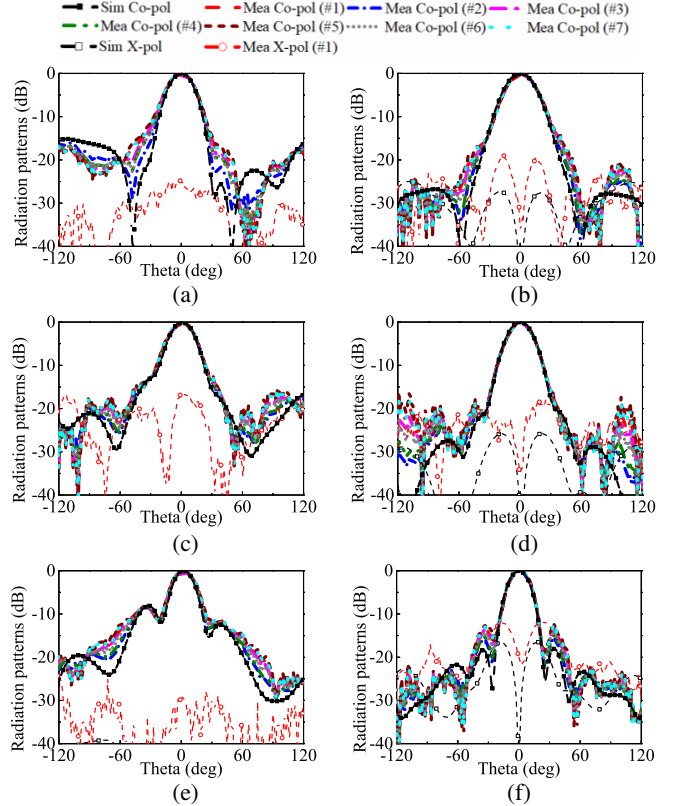 Sim Co-pol Mea Co-pol (#1) Mea Co-pol (#2) Mea Co-pol (#3)
Mea Co-pol (#4) Mea Co-pol (#5) Mea Co-pol (#6) Mea Co-pol (#7)
Sim X-pol Mea X-pol (#1)
Radiation patterns (dB)
0
-10
-20
-30
-40
-120 -60 0 60 120
Theta (deg)
(a)
Radiation patterns (dB)
0
-10
-20
-30
-40
-120 -60 0 60 120
Theta (deg)
(b)
Radiation patterns (dB)
0
-10
-20
-30
-40
-120 -60 0 60 120
Theta (deg)
(c)
Radiation patterns (dB)
0
-10
-20
-30
-40
-120 -60 0 60 120
Theta (deg)
(d)
Radiation patterns (dB)
0
-10
-20
-30
-40
-120 -60 0 60 120
Theta (deg)
(e)
Radiation patterns (dB)
0
-10
-20
-30
-40
-120 -60 0 60 120
Theta (deg)
(f)